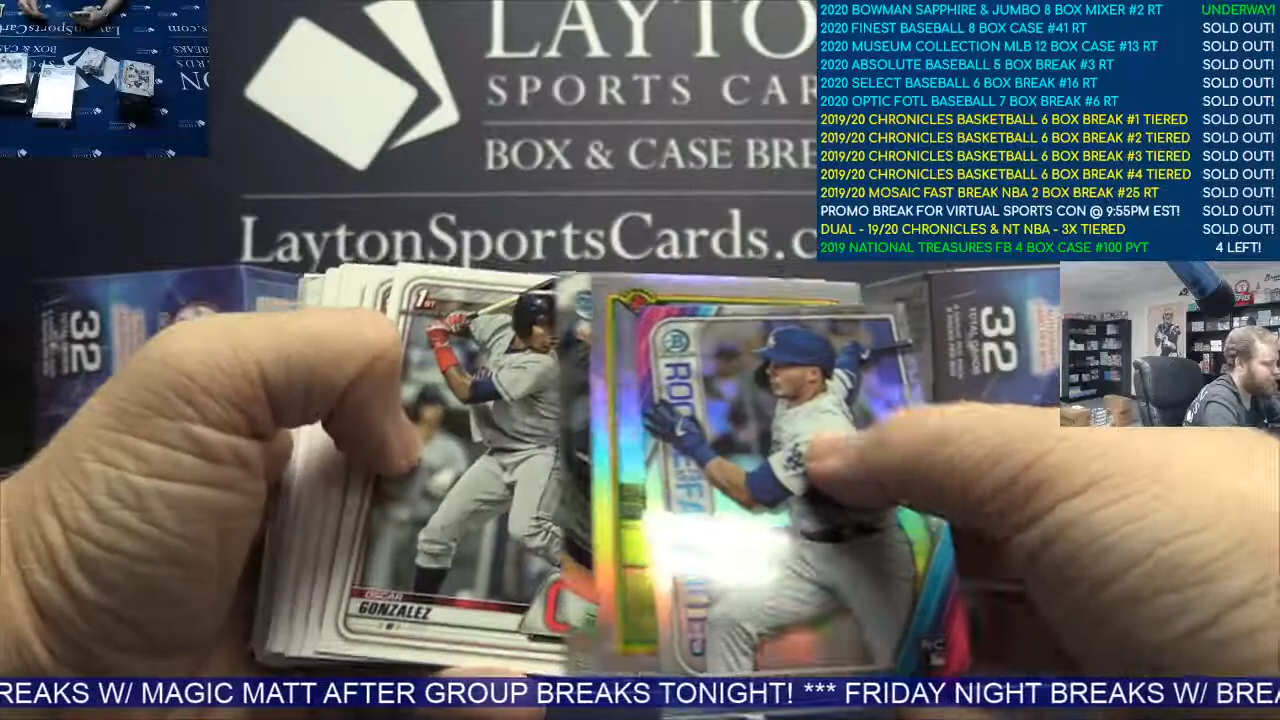 LAYTO
SPORTS CAR
BOX & CASE BRE
LaytonSportsCards.c
2020 BOWMAN SAPPHIRE & JUMBO 8 BOX MIXER #2 RT UNDERWAY!
2020 FINEST BASEBALL 8 BOX CASE #41 RT SOLD OUT!
2020 MUSEUM COLLECTION MLB 12 BOX CASE #13 RT SOLD OUT!
2020 ABSOLUTE BASEBALL 5 BOX BREAK #3 RT SOLD OUT!
2020 SELECT BASEBALL 6 BOX BREAK #16 RT SOLD OUT!
2020 OPTIC FOTL BASEBALL 7 BOX BREAK #6 RT SOLD OUT!
2019/20 CHRONICLES BASKETBALL 6 BOX BREAK #1 TIERED SOLD OUT!
2019/20 CHRONICLES BASKETBALL 6 BOX BREAK #2 TIERED SOLD OUT!
2019/20 CHRONICLES BASKETBALL 6 BOX BREAK #3 TIERED SOLD OUT!
2019/20 CHRONICLES BASKETBALL 6 BOX BREAK #4 TIERED SOLD OUT!
2019/20 MOSAIC FAST BREAK NBA 2 BOX BREAK #25 RT SOLD OUT!
PROMO BREAK FOR VIRTUAL SPORTS CON @ 9:55PM EST! SOLD OUT!
DUAL - 19/20 CHRONICLES & NT NBA - 3X TIERED SOLD OUT!
2019 NATIONAL TREASURES FB 4 BOX CASE #100 PYT 4 LEFT!
32
32
1st
OSCAR
GONZALEZ
RC
REAKS W/ MAGIC MATT AFTER GROUP BREAKS TONIGHT! *** FRIDAY NIGHT BREAKS W/ BREA